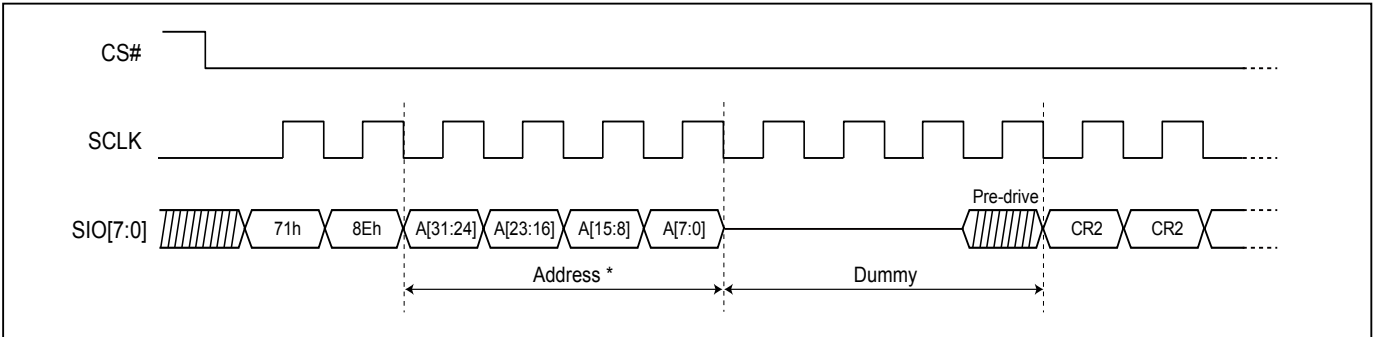 CS#
SCLK
Pre-drive
SIO[7:0] 71h 8Eh A[31:24] A[23:16] A[15:8] A[7:0] CR2 CR2
Address * Dummy